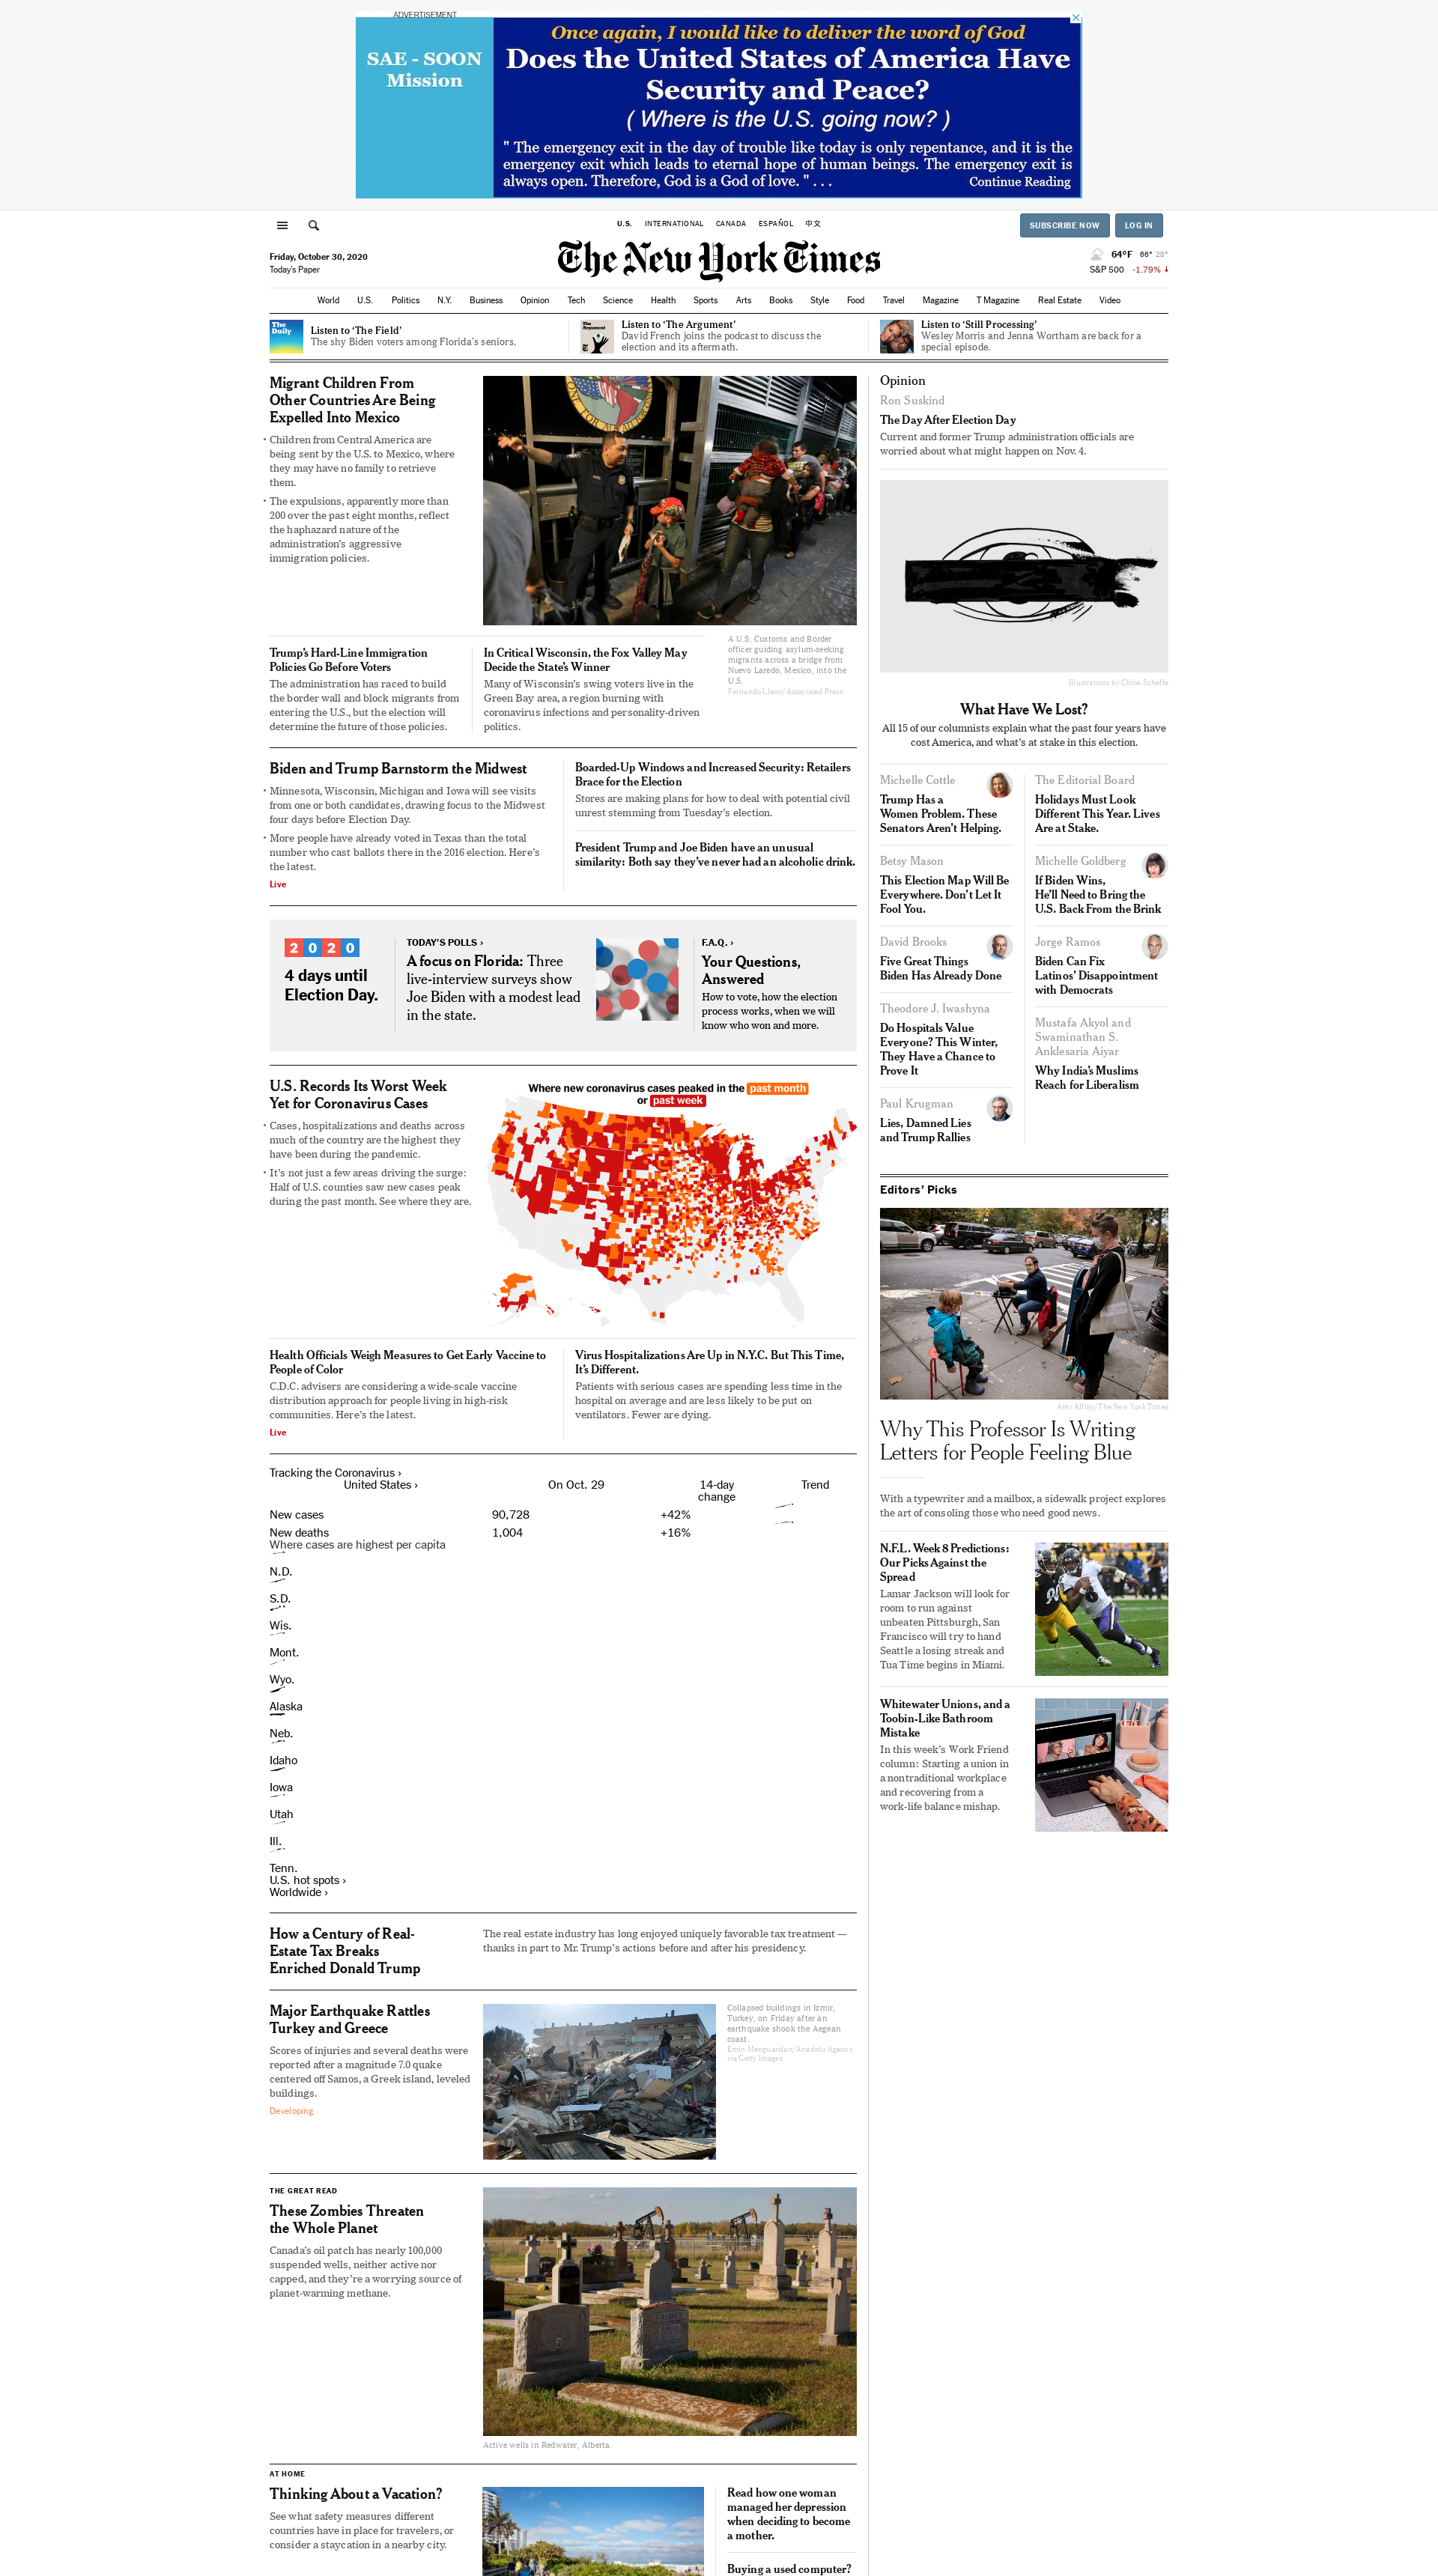 ADVERTISEMENT
SAE - SOON
Mission
Once again, I would like to deliver the word of God
Does the United States of America Have
Security and Peace?
( Where is the U.S. going now? )
" The emergency exit in the day of trouble like today is only repentance, and it is the
emergency exit which leads to eternal hope of human beings. The emergency exit is
always open. Therefore, God is a God of love. " . . .
Continue Reading
U.S. INTERNATIONAL CANADA ESPAÑOL 中文
SUBSCRIBE NOW LOG IN
Friday, October 30, 2020
Today's Paper
The New York Times
64°F 66° 28°
S&P 500 -1.79%
World U.S. Politics N.Y. Business Opinion Tech Science Health Sports Arts Books Style Food Travel Magazine T Magazine Real Estate Video
The
Daily
Listen to ‘The Field’
The shy Biden voters among Florida's seniors.
The
Argument
Listen to ‘The Argument’
David French joins the podcast to discuss the
election and its aftermath.
Listen to ‘Still Processing’
Wesley Morris and Jenna Wortham are back for a
special episode.
Migrant Children From
Other Countries Are Being
Expelled Into Mexico
• Children from Central America are
being sent by the U.S. to Mexico, where
they may have no family to retrieve
them.
• The expulsions, apparently more than
200 over the past eight months, reflect
the haphazard nature of the
administration's aggressive
immigration policies.
A U.S. Customs and Border
officer guiding asylum-seeking
migrants across a bridge from
Nuevo Laredo, Mexico, into the
U.S.
Fernando Llano/Associated Press
Trump's Hard-Line Immigration
Policies Go Before Voters
The administration has raced to build
the border wall and block migrants from
entering the U.S., but the election will
determine the future of those policies.
In Critical Wisconsin, the Fox Valley May
Decide the State's Winner
Many of Wisconsin's swing voters live in the
Green Bay area, a region burning with
coronavirus infections and personality-driven
politics.
Biden and Trump Barnstorm the Midwest
• Minnesota, Wisconsin, Michigan and Iowa will see visits
from one or both candidates, drawing focus to the Midwest
four days before Election Day.
• More people have already voted in Texas than the total
number who cast ballots there in the 2016 election. Here's
the latest.
Live
Boarded-Up Windows and Increased Security: Retailers
Brace for the Election
Stores are making plans for how to deal with potential civil
unrest stemming from Tuesday's election.
President Trump and Joe Biden have an unusual
similarity: Both say they've never had an alcoholic drink.
2020
4 days until
Election Day.
TODAY'S POLLS ›
A focus on Florida: Three
live-interview surveys show
Joe Biden with a modest lead
in the state.
F.A.Q. ›
Your Questions,
Answered
How to vote, how the election
process works, when we will
know who won and more.
U.S. Records Its Worst Week
Yet for Coronavirus Cases
• Cases, hospitalizations and deaths across
much of the country are the highest they
have been during the pandemic.
• It's not just a few areas driving the surge:
Half of U.S. counties saw new cases peak
during the past month. See where they are.
Where new coronavirus cases peaked in the past month
or past week
Health Officials Weigh Measures to Get Early Vaccine to
People of Color
C.D.C. advisers are considering a wide-scale vaccine
distribution approach for people living in high-risk
communities. Here's the latest.
Live
Virus Hospitalizations Are Up in N.Y.C. But This Time,
It's Different.
Patients with serious cases are spending less time in the
hospital on average and are less likely to be put on
ventilators. Fewer are dying.
Tracking the Coronavirus ›
United States › On Oct. 29 14-day
change Trend
New cases 90,728 +42%
New deaths 1,004 +16%
Where cases are highest per capita
N.D.
S.D.
Wis.
Mont.
Wyo.
Alaska
Neb.
Idaho
Iowa
Utah
Ill.
Tenn.
U.S. hot spots ›
Worldwide ›
How a Century of Real-
Estate Tax Breaks
Enriched Donald Trump
The real estate industry has long enjoyed uniquely favorable tax treatment —
thanks in part to Mr. Trump's actions before and after his presidency.
Major Earthquake Rattles
Turkey and Greece
Scores of injuries and several deaths were
reported after a magnitude 7.0 quake
centered off Samos, a Greek island, leveled
buildings.
Developing
Collapsed buildings in Izmir,
Turkey, on Friday after an
earthquake shook the Aegean
coast.
Emin Menguarslan/Anadolu Agency,
via Getty Images
THE GREAT READ
These Zombies Threaten
the Whole Planet
Canada's oil patch has nearly 100,000
suspended wells, neither active nor
capped, and they're a worrying source of
planet-warming methane.
Active wells in Redwater, Alberta.
AT HOME
Thinking About a Vacation?
See what safety measures different
countries have in place for travelers, or
consider a staycation in a nearby city.
Read how one woman
managed her depression
when deciding to become
a mother.
Buying a used computer?
Opinion
Ron Suskind
The Day After Election Day
Current and former Trump administration officials are
worried about what might happen on Nov. 4.
Illustrations by Chloe Scheffe
What Have We Lost?
All 15 of our columnists explain what the past four years have
cost America, and what's at stake in this election.
Michelle Cottle
Trump Has a
Women Problem. These
Senators Aren't Helping.
Betsy Mason
This Election Map Will Be
Everywhere. Don't Let It
Fool You.
David Brooks
Five Great Things
Biden Has Already Done
Theodore J. Iwashyna
Do Hospitals Value
Everyone? This Winter,
They Have a Chance to
Prove It
Paul Krugman
Lies, Damned Lies
and Trump Rallies
The Editorial Board
Holidays Must Look
Different This Year. Lives
Are at Stake.
Michelle Goldberg
If Biden Wins,
He'll Need to Bring the
U.S. Back From the Brink
Jorge Ramos
Biden Can Fix
Latinos' Disappointment
with Democrats
Mustafa Akyol and
Swaminathan S.
Anklesaria Aiyar
Why India's Muslims
Reach for Liberalism
Editors' Picks
Amr Alfiky/The New York Times
Why This Professor Is Writing
Letters for People Feeling Blue
With a typewriter and a mailbox, a sidewalk project explores
the art of consoling those who need good news.
N.F.L. Week 8 Predictions:
Our Picks Against the
Spread
Lamar Jackson will look for
room to run against
unbeaten Pittsburgh, San
Francisco will try to hand
Seattle a losing streak and
Tua Time begins in Miami.
Whitewater Unions, and a
Toobin-Like Bathroom
Mistake
In this week's Work Friend
column: Starting a union in
a nontraditional workplace
and recovering from a
work-life balance mishap.